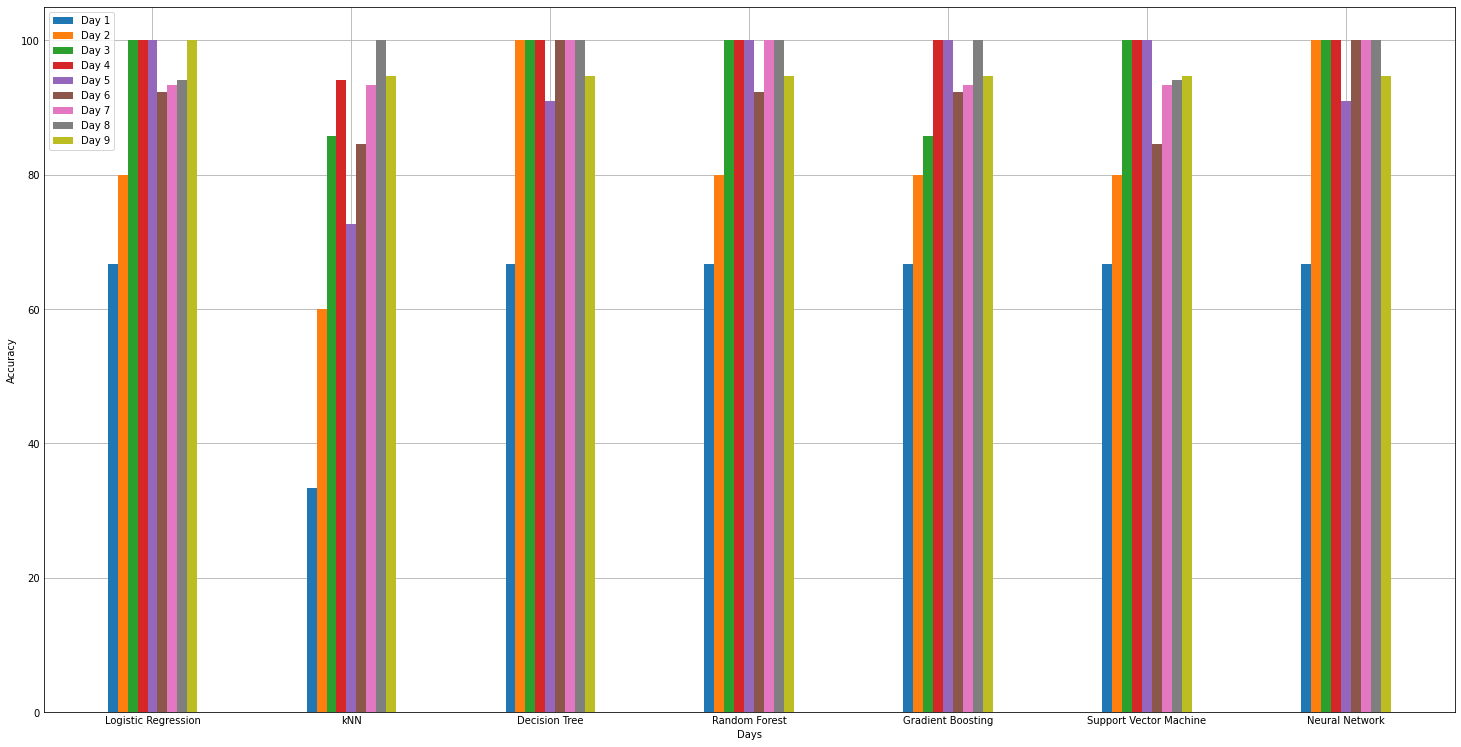 Day 1
Day 2
Day 3
Day 4
Day 5
Day 6
Day 7
Day 8
Day 9
100
80
60
40
20
0
Accuracy
Logistic Regression
kNN
Decision Tree
Random Forest
Gradient Boosting
Support Vector Machine
Neural Network
Days